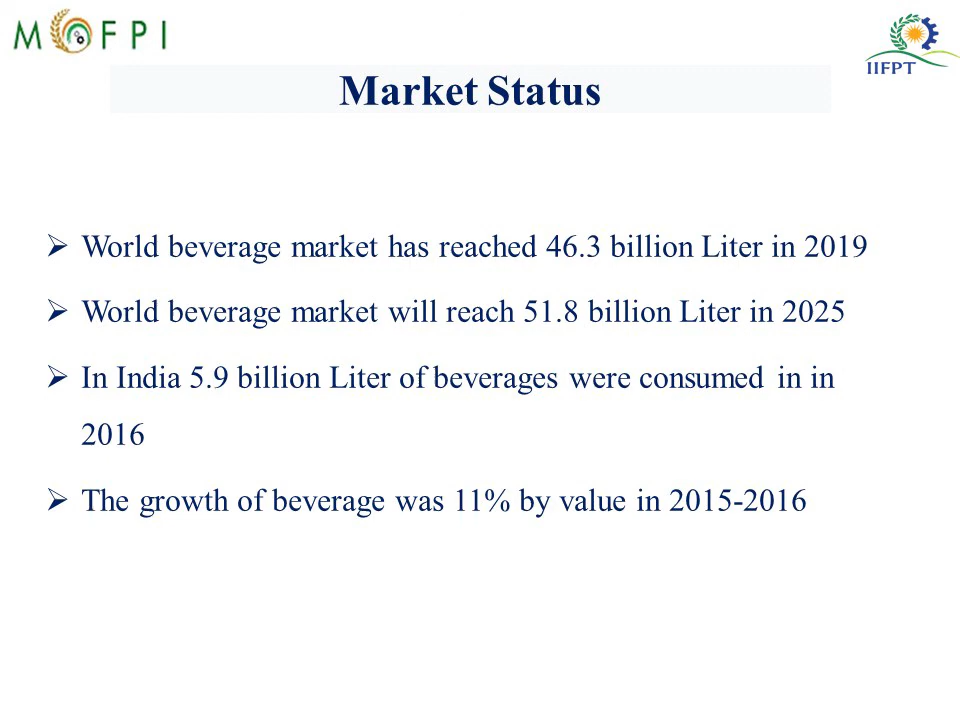 MOFPI
IIFPT
Market Status
World beverage market has reached 46.3 billion Liter in 2019
World beverage market will reach 51.8 billion Liter in 2025
In India 5.9 billion Liter of beverages were consumed in in
2016
The growth of beverage was 11% by value in 2015-2016